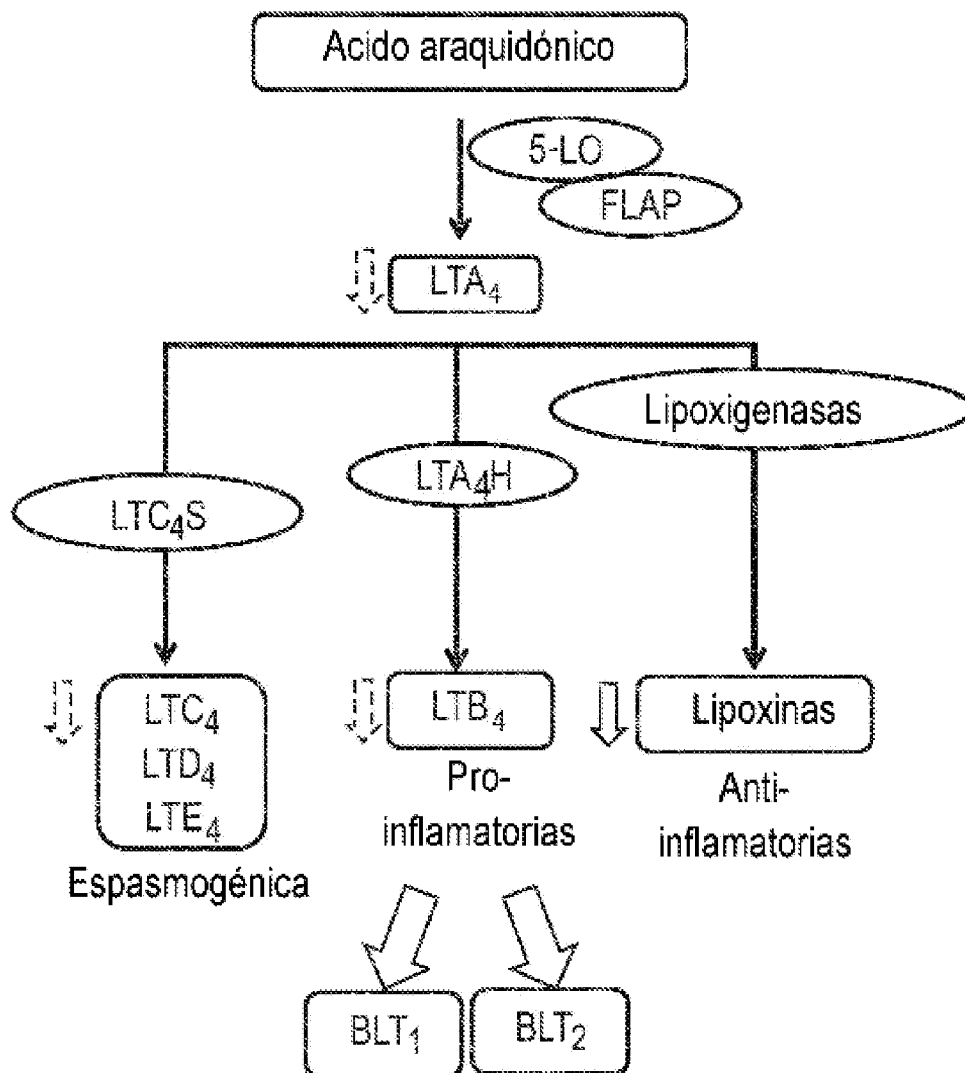 Acido araquidónico
5-LO
FLAP
LTA4
Lipoxigenasas
LTA4H
LTC4S
LTC4
LTD4
LTE4
Espasmogénica
LTB4
Pro-
inflamatorias
Lipoxinas
Anti-
inflamatorias
BLT1
BLT2